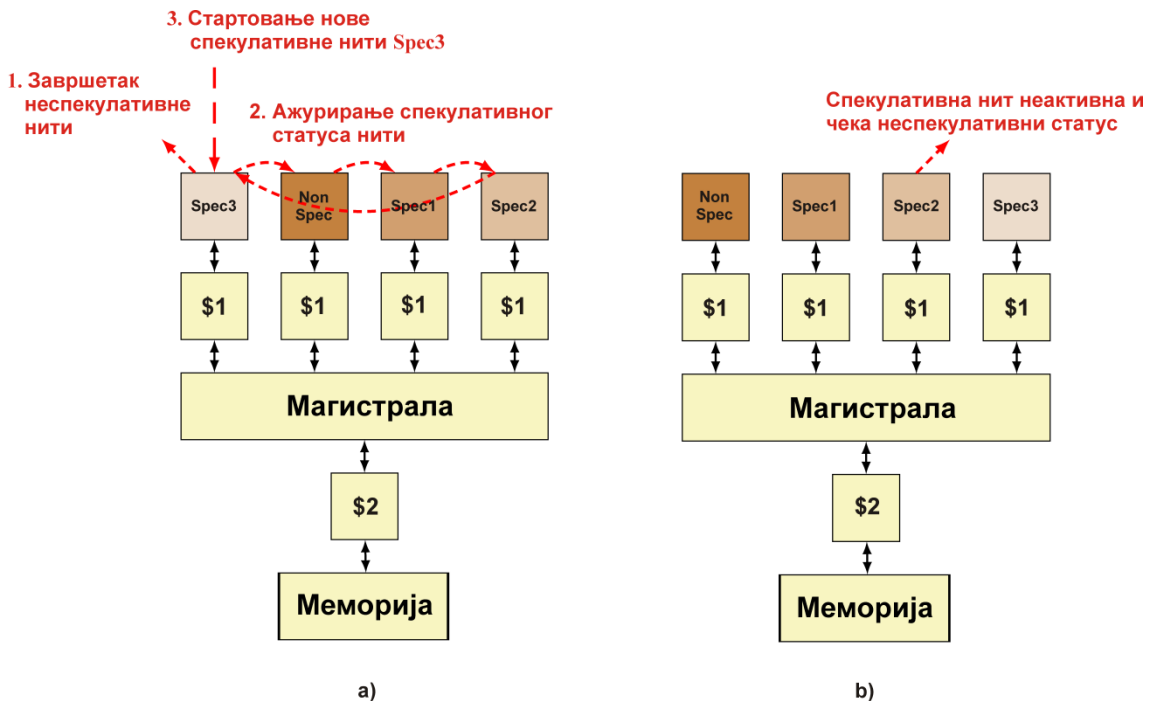 3. Стартовање нове
спекулативне нити Spec3
1. Завршетак
неспекулативне
нити
2. Ажурирање спекулативног
статуса нити
Spec3
Non
Spec
Spec1
Spec2
$1
$1
$1
$1
Магистрала
$2
Меморија
a)
Спекулативна нит неактивна и
чека неспекулативни статус
Non
Spec
Spec1
Spec2
Spec3
$1
$1
$1
$1
Магистрала
$2
Меморија
b)